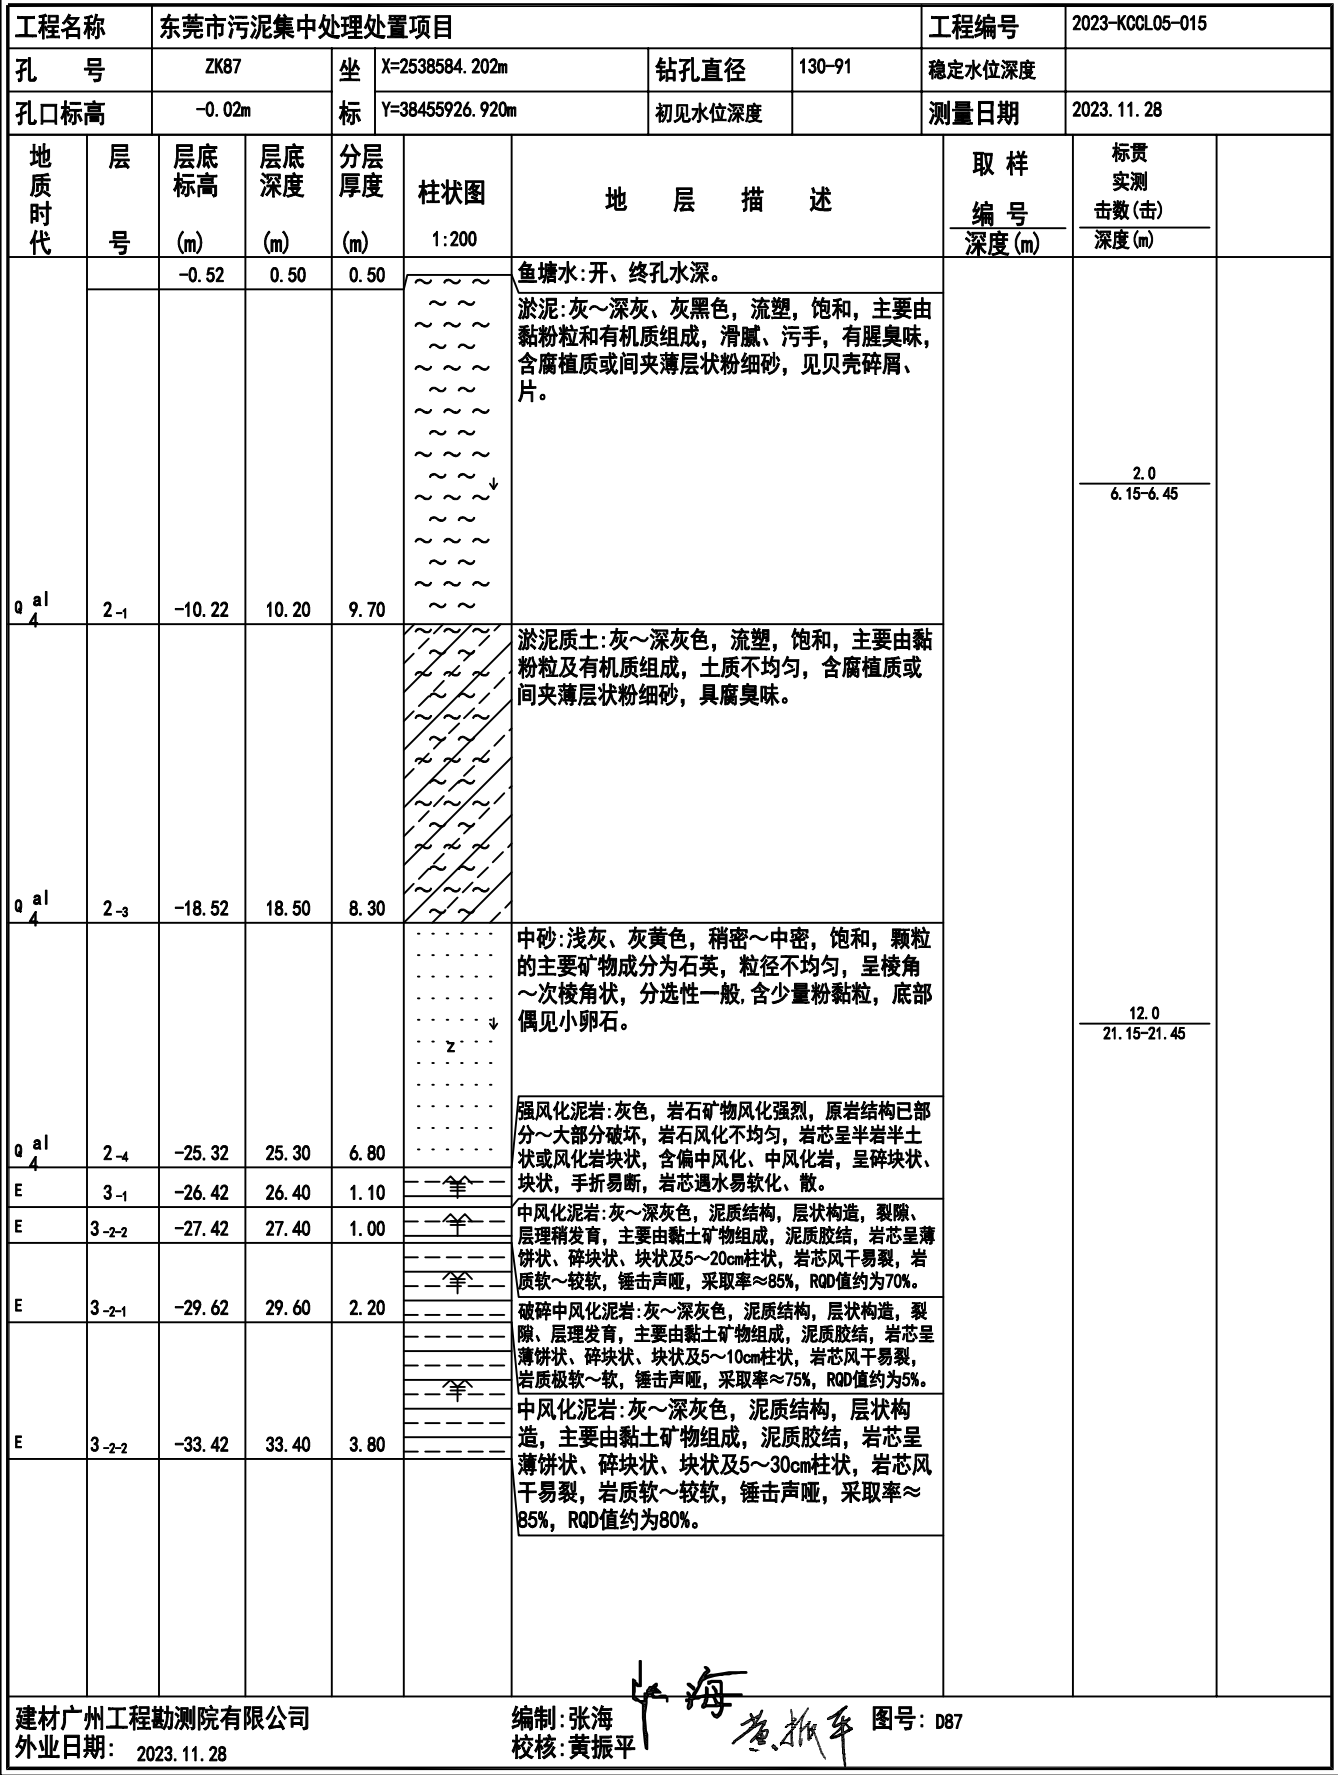 工程名称 东莞市污泥集中处理处置项目 工程编号 2023-KCCL05-015
孔 号 ZK87 坐 X=2538584.202m 钻孔直径 130-91 稳定水位深度
孔口标高 -0.02m 标 Y=38455926.920m 初见水位深度 测量日期 2023.11.28
地质时代 层号 层底标高(m) 层底深度(m) 分层厚度(m) 柱状图 1:200 地 层 描 述 取样编号 深度(m) 标贯实测击数(击) 深度(m)
-0.52 0.50 0.50 鱼塘水:开、终孔水深。
淤泥:灰～深灰、灰黑色，流塑，饱和，主要由
黏粉粒和有机质组成，滑腻、污手，有腥臭味，
含腐植质或间夹薄层状粉细砂，见贝壳碎屑、
片。
2.0
6.15-6.45
Q al 4 2-1 -10.22 10.20 9.70
淤泥质土:灰～深灰色，流塑，饱和，主要由黏
粉粒及有机质组成，土质不均匀，含腐植质或
间夹薄层状粉细砂，具腐臭味。
Q al 4 2-3 -18.52 18.50 8.30
中砂:浅灰、灰黄色，稍密～中密，饱和，颗粒
的主要矿物成分为石英，粒径不均匀，呈棱角
～次棱角状，分选性一般,含少量粉黏粒，底部
偶见小卵石。
12.0
21.15-21.45
z
Q al 4 2-4 -25.32 25.30 6.80
强风化泥岩:灰色，岩石矿物风化强烈，原岩结构已部
分～大部分破坏，岩石风化不均匀，岩芯呈半岩半土
状或风化岩块状，含偏中风化、中风化岩，呈碎块状、
块状，手折易断，岩芯遇水易软化、散。
E 3-1 -26.42 26.40 1.10
中风化泥岩:灰～深灰色，泥质结构，层状构造，裂隙、
层理稍发育，主要由黏土矿物组成，泥质胶结，岩芯呈薄
饼状、碎块状、块状及5～20cm柱状，岩芯风干易裂，岩
质软～较软，锤击声哑，采取率≈85%，RQD值约为70%。
E 3-2-2 -27.42 27.40 1.00
破碎中风化泥岩:灰～深灰色，泥质结构，层状构造，裂
隙、层理发育，主要由黏土矿物组成，泥质胶结，岩芯呈
薄饼状、碎块状、块状及5～10cm柱状，岩芯风干易裂，
岩质极软～软，锤击声哑，采取率≈75%，RQD值约为5%。
E 3-2-1 -29.62 29.60 2.20
中风化泥岩:灰～深灰色，泥质结构，层状构
造，主要由黏土矿物组成，泥质胶结，岩芯呈
薄饼状、碎块状、块状及5～30cm柱状，岩芯风
干易裂，岩质软～较软，锤击声哑，采取率≈
85%，RQD值约为80%。
E 3-2-2 -33.42 33.40 3.80
建材广州工程勘测院有限公司 编制:张海 张海 图号: D87
外业日期: 2023.11.28 校核:黄振平 黄振平